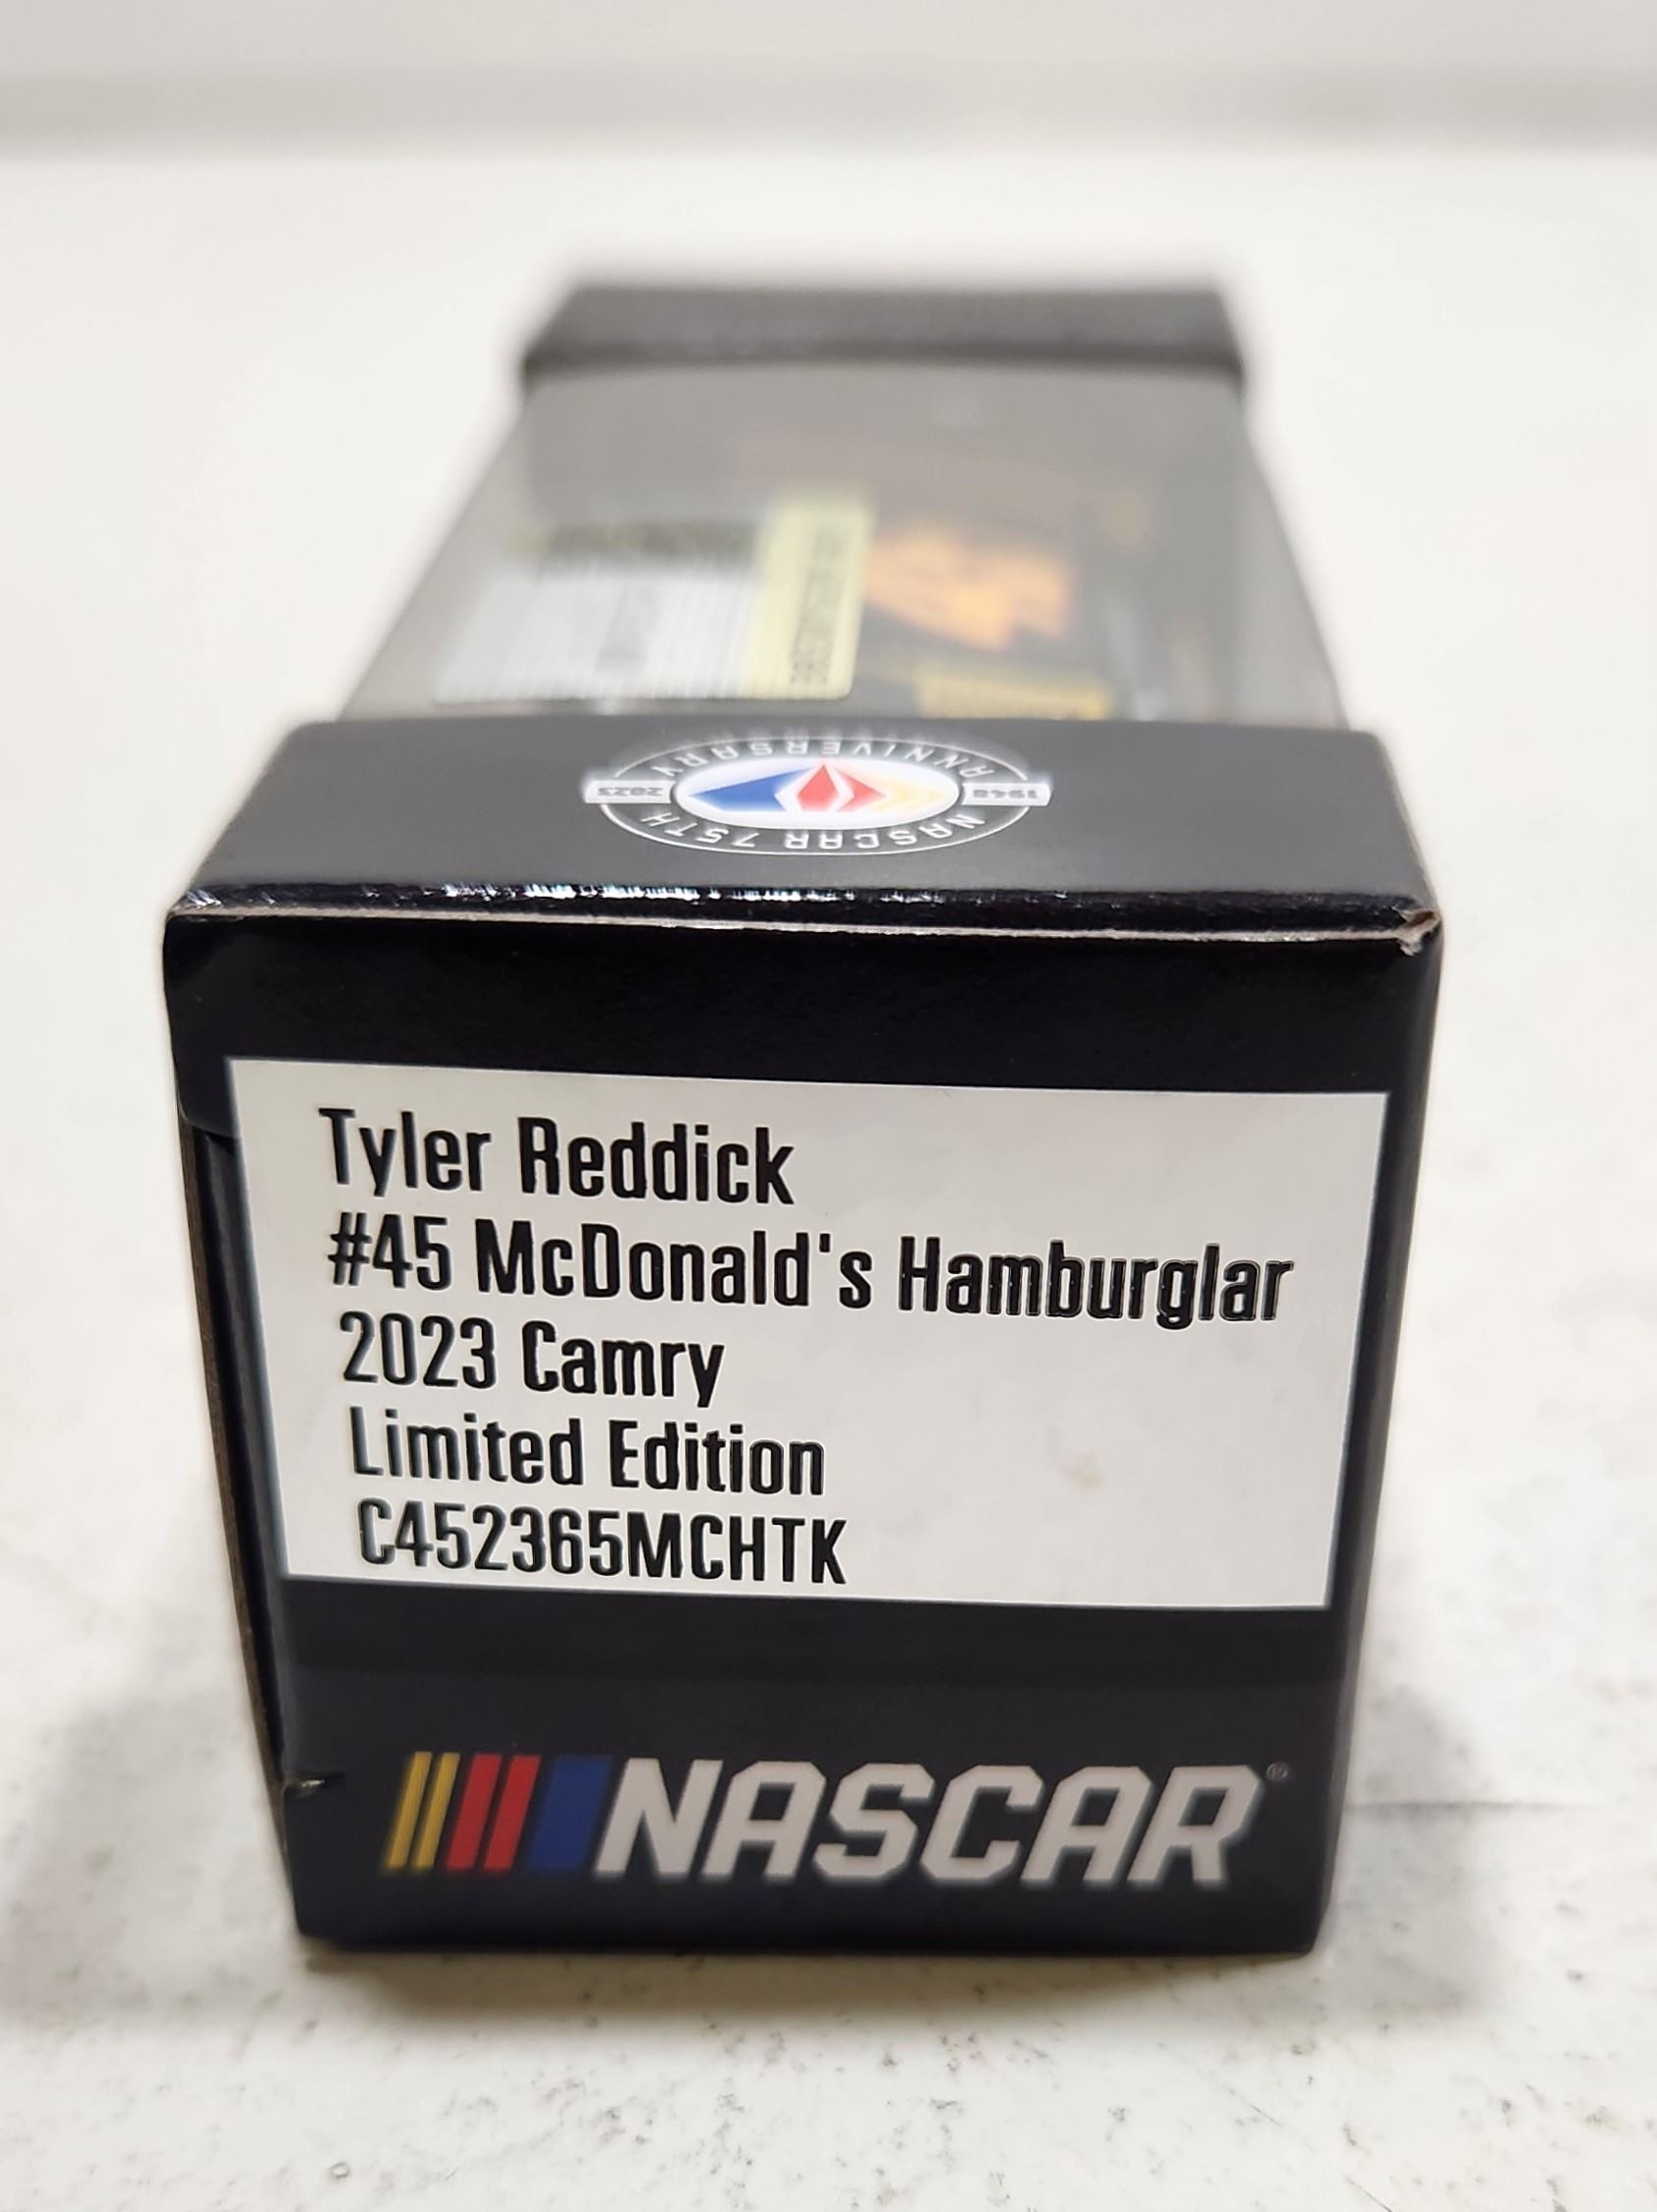 NASCAR 75TH
ANNIVERSARY
1948
2023
Tyler Reddick
#45 McDonald's Hamburglar
2023 Camry
Limited Edition
C452365MCHTK
NASCAR®